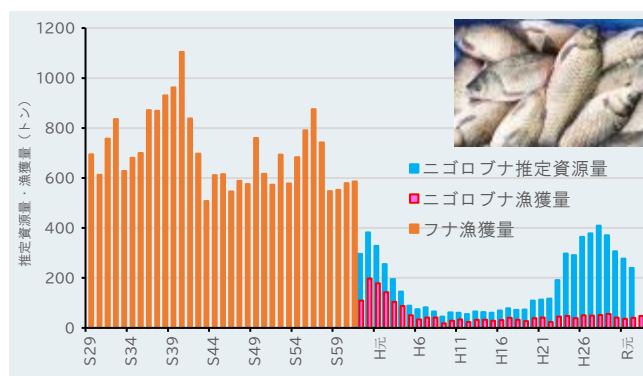 推定資源量・漁獲量（トン）
1200
1000
800
600
400
200
0
ニゴロブナ推定資源量
ニゴロブナ漁獲量
フナ漁獲量
S29
S34
S39
S44
S49
S54
S59
H元
H6
H11
H16
H21
H26
R元